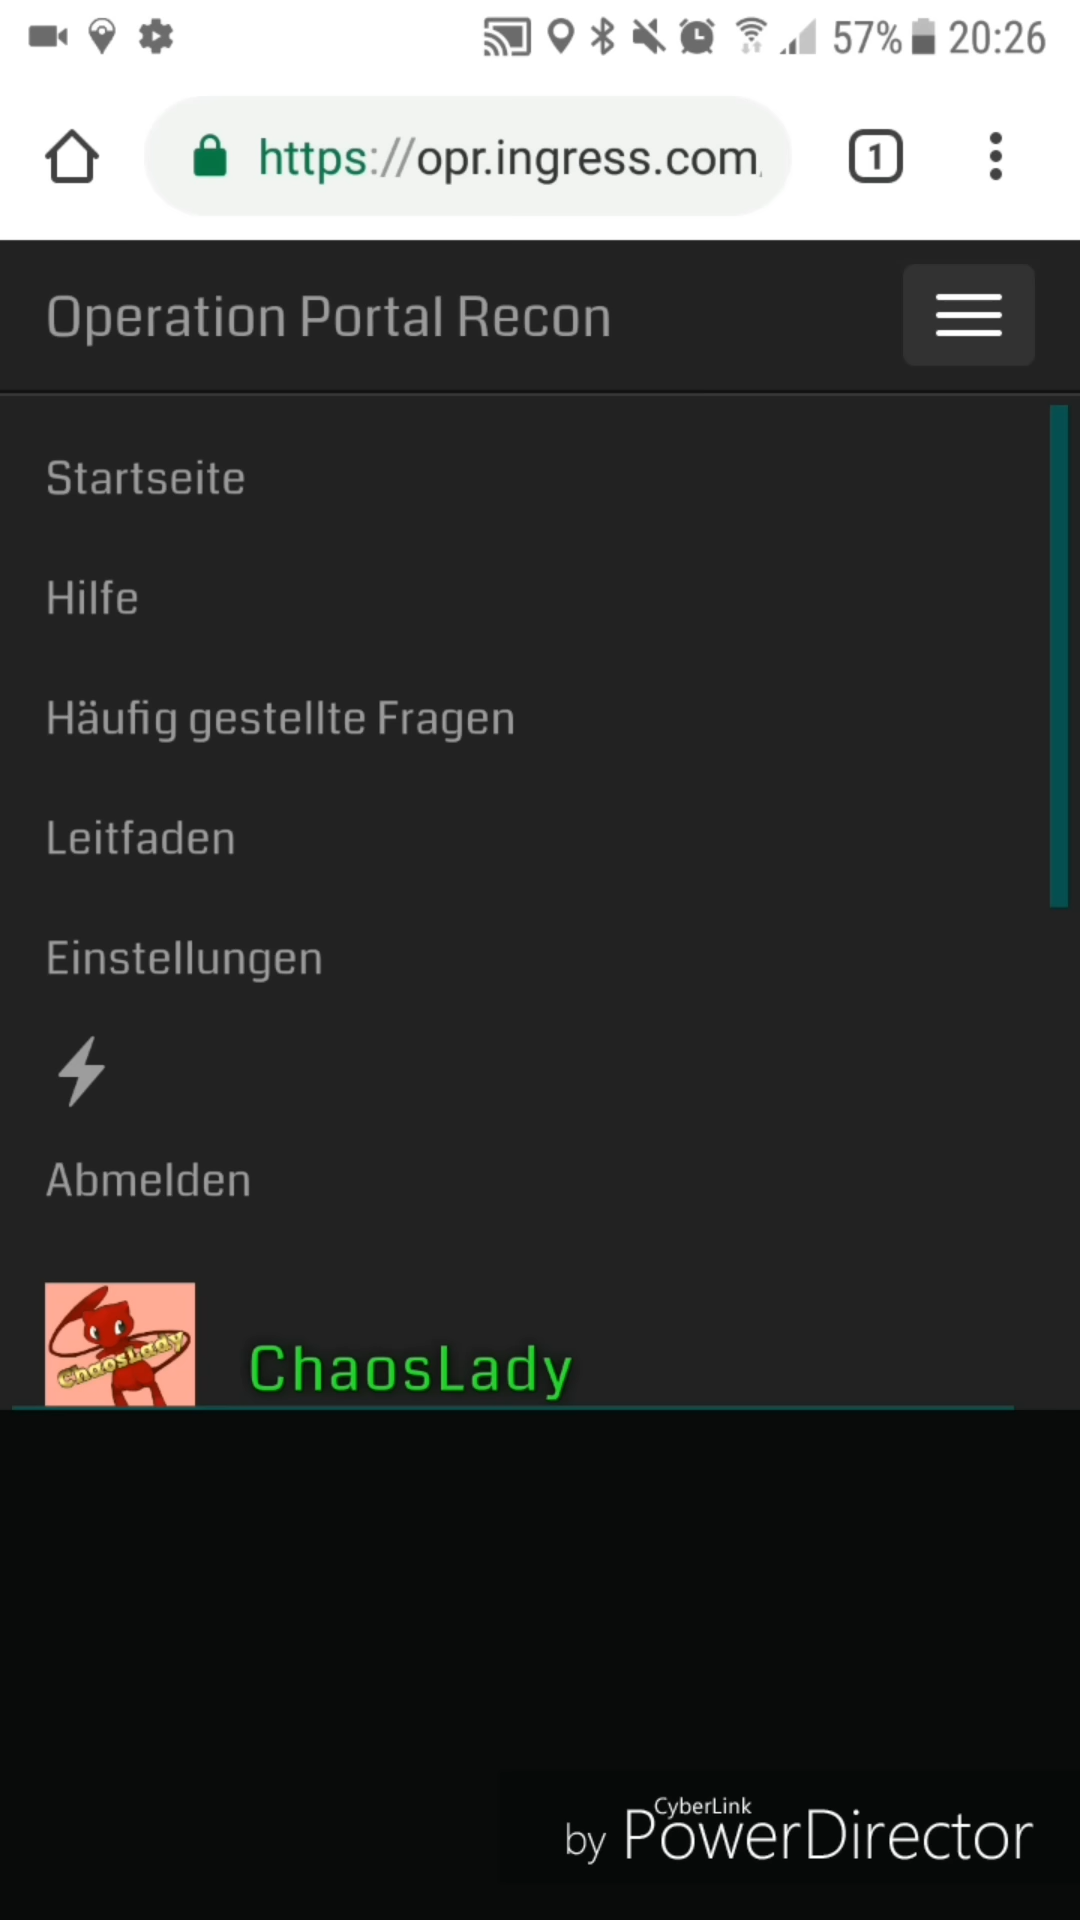 57% 20:26
https://opr.ingress.com
1
Operation Portal Recon
Startseite
Hilfe
Häufig gestellte Fragen
Leitfaden
Einstellungen
Abmelden
ChaosLady
ChaosLady
CyberLink
by PowerDirector